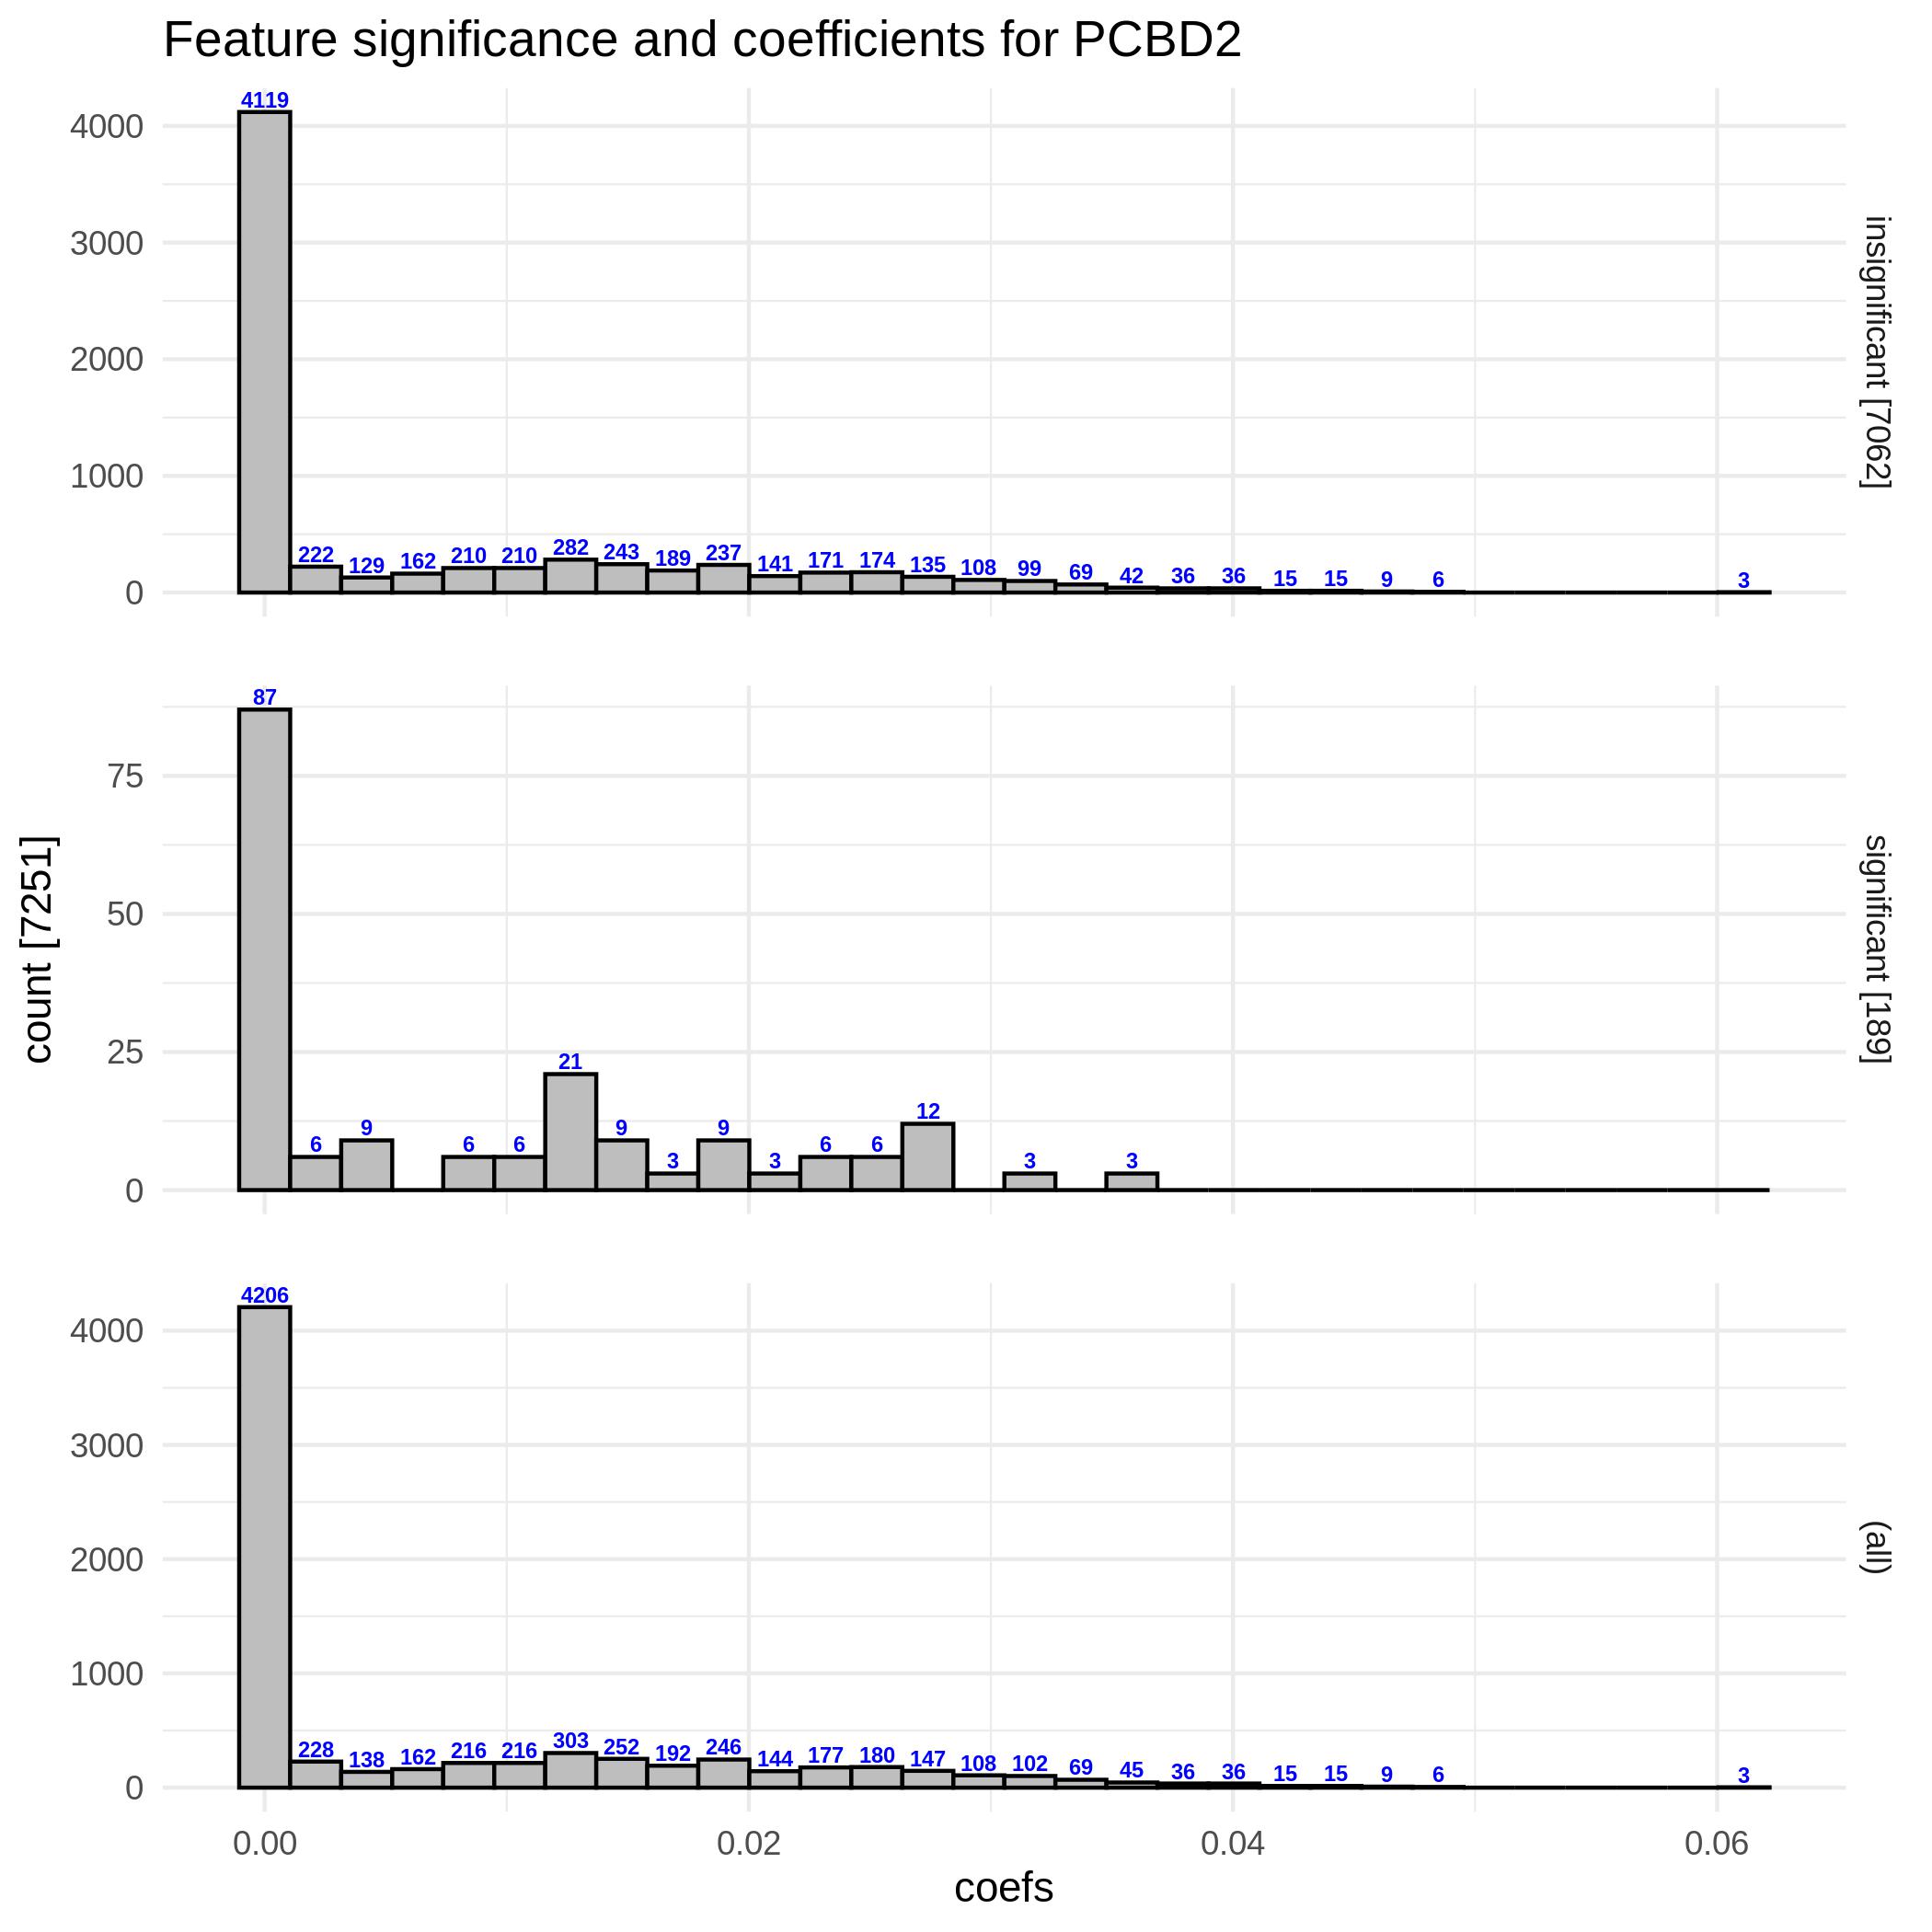 Feature significance and coefficients for PCBD2
4119
4000
3000
2000
1000
0
222 129 162 210 210 282 243 189 237 141 171 174 135 108 99 69 42 36 36 15 15 9 6 3
insignificant [7062]
87
75
50
25
0
6 9 6 6 21 9 3 9 3 6 6 12 3 3
significant [189]
count [7251]
4206
4000
3000
2000
1000
0
228 138 162 216 216 303 252 192 246 144 177 180 147 108 102 69 45 36 36 15 15 9 6 3
(all)
0.00 0.02 0.04 0.06
coefs